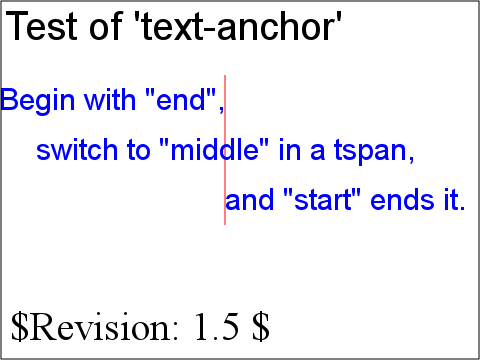 Test of 'text-anchor'
Begin with "end",
switch to "middle" in a tspan,
and "start" ends it.
$Revision: 1.5 $